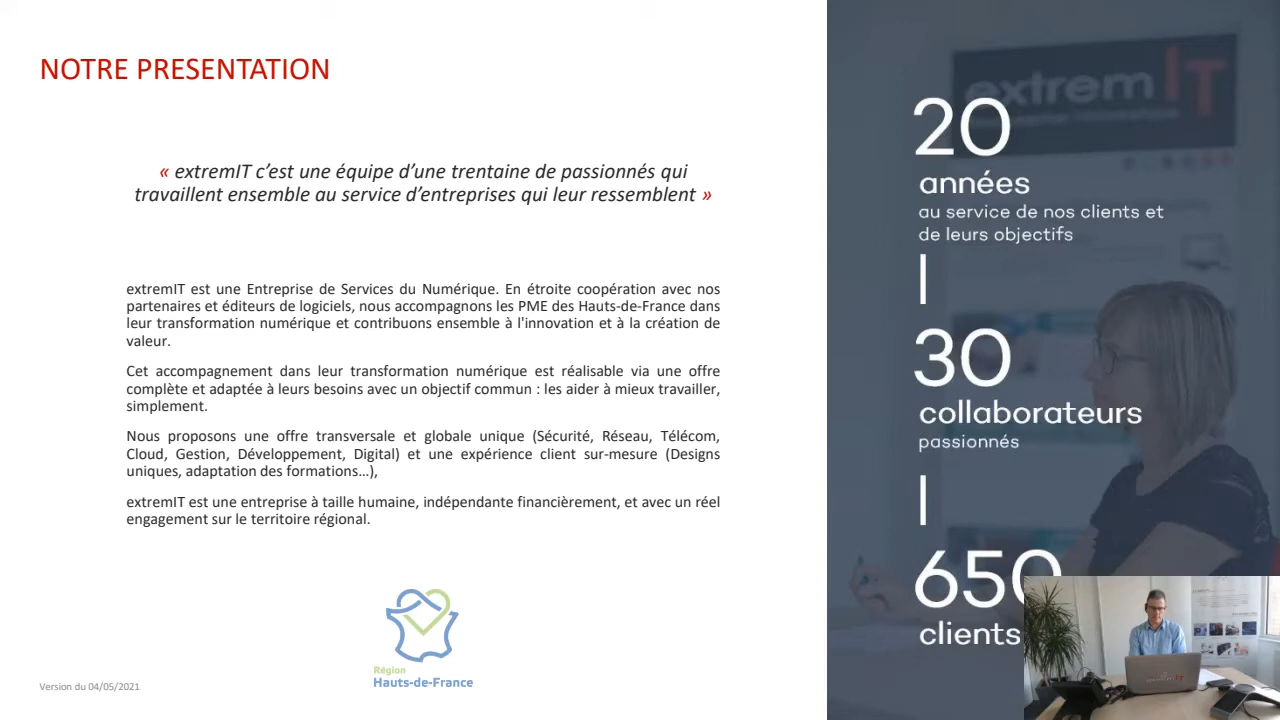 NOTRE PRESENTATION
« extremIT c’est une équipe d’une trentaine de passionnés qui
travaillent ensemble au service d’entreprises qui leur ressemblent »
extremIT est une Entreprise de Services du Numérique. En étroite coopération avec nos
partenaires et éditeurs de logiciels, nous accompagnons les PME des Hauts-de-France dans
leur transformation numérique et contribuons ensemble à l'innovation et à la création de
valeur.
Cet accompagnement dans leur transformation numérique est réalisable via une offre
complète et adaptée à leurs besoins avec un objectif commun : les aider à mieux travailler,
simplement.
Nous proposons une offre transversale et globale unique (Sécurité, Réseau, Télécom,
Cloud, Gestion, Développement, Digital) et une expérience client sur-mesure (Designs
uniques, adaptation des formations…),
extremIT est une entreprise à taille humaine, indépendante financièrement, et avec un réel
engagement sur le territoire régional.
Région
Hauts-de-France
Version du 04/05/2021
extremIT
20
années
au service de nos clients et
de leurs objectifs
30
collaborateurs
passionnés
650
clients
extremIT